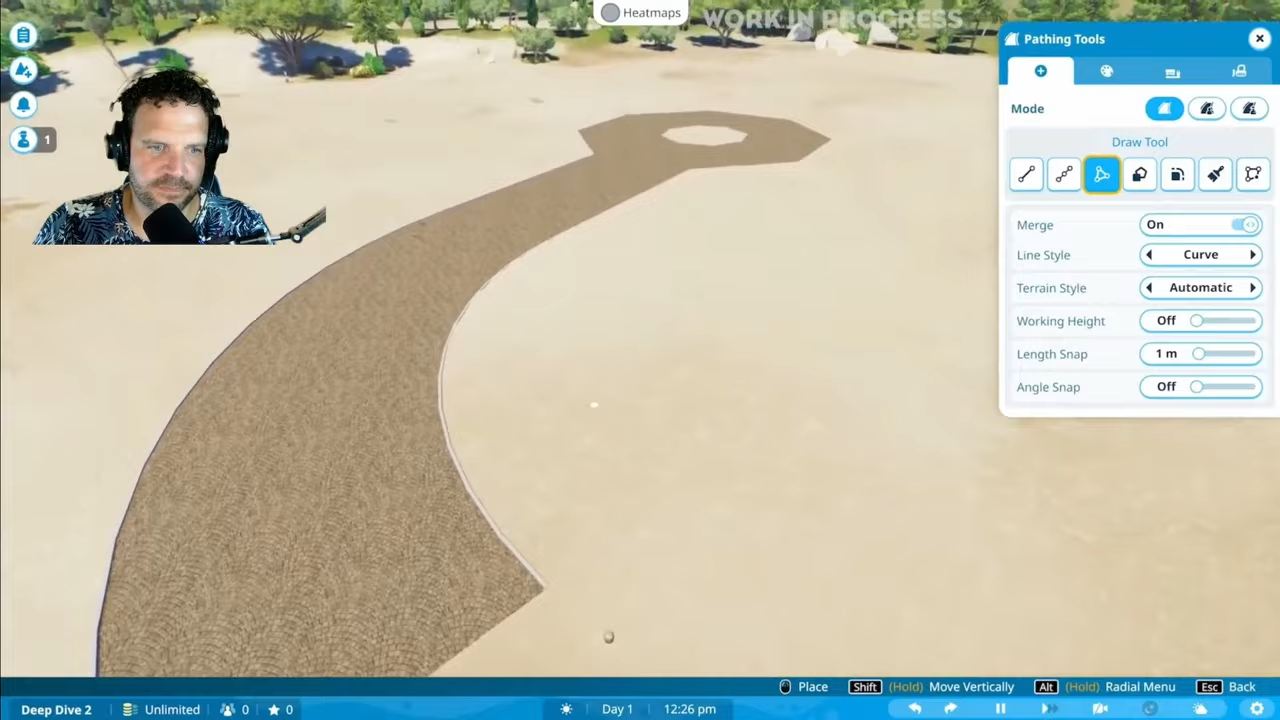 Heatmaps
WORK IN PROGRESS
Pathing Tools
1
Mode
Draw Tool
Merge On
Line Style Curve
Terrain Style Automatic
Working Height Off
Length Snap 1 m
Angle Snap Off
Place Shift (Hold) Move Vertically Alt (Hold) Radial Menu Esc Back
Deep Dive 2 Unlimited 0 0 Day 1 12:26 pm